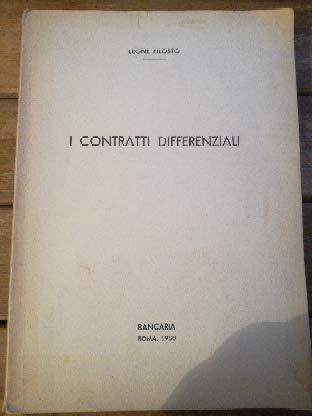 LEONE FILOSTO
I CONTRATTI DIFFERENZIALI
BANCARIA
ROMA, 1950